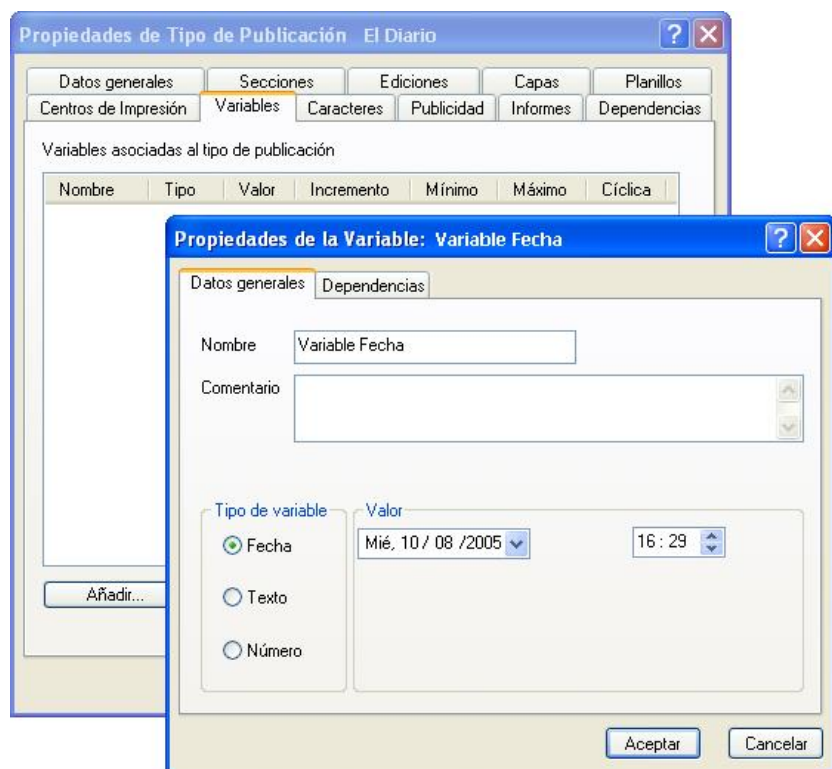 Propiedades de Tipo de Publicación El Diario
Datos generales Secciones Ediciones Capas Planillos
Centros de Impresión Variables Caracteres Publicidad Informes Dependencias
Variables asociadas al tipo de publicación
Nombre Tipo Valor Incremento Mínimo Máximo Cíclica
Propiedades de la Variable: Variable Fecha
Datos generales Dependencias
Nombre Variable Fecha
Comentario
Tipo de variable Valor
Fecha Mié, 10 / 08 /2005 16 : 29
Añadir...
Texto
Número
Aceptar Cancelar